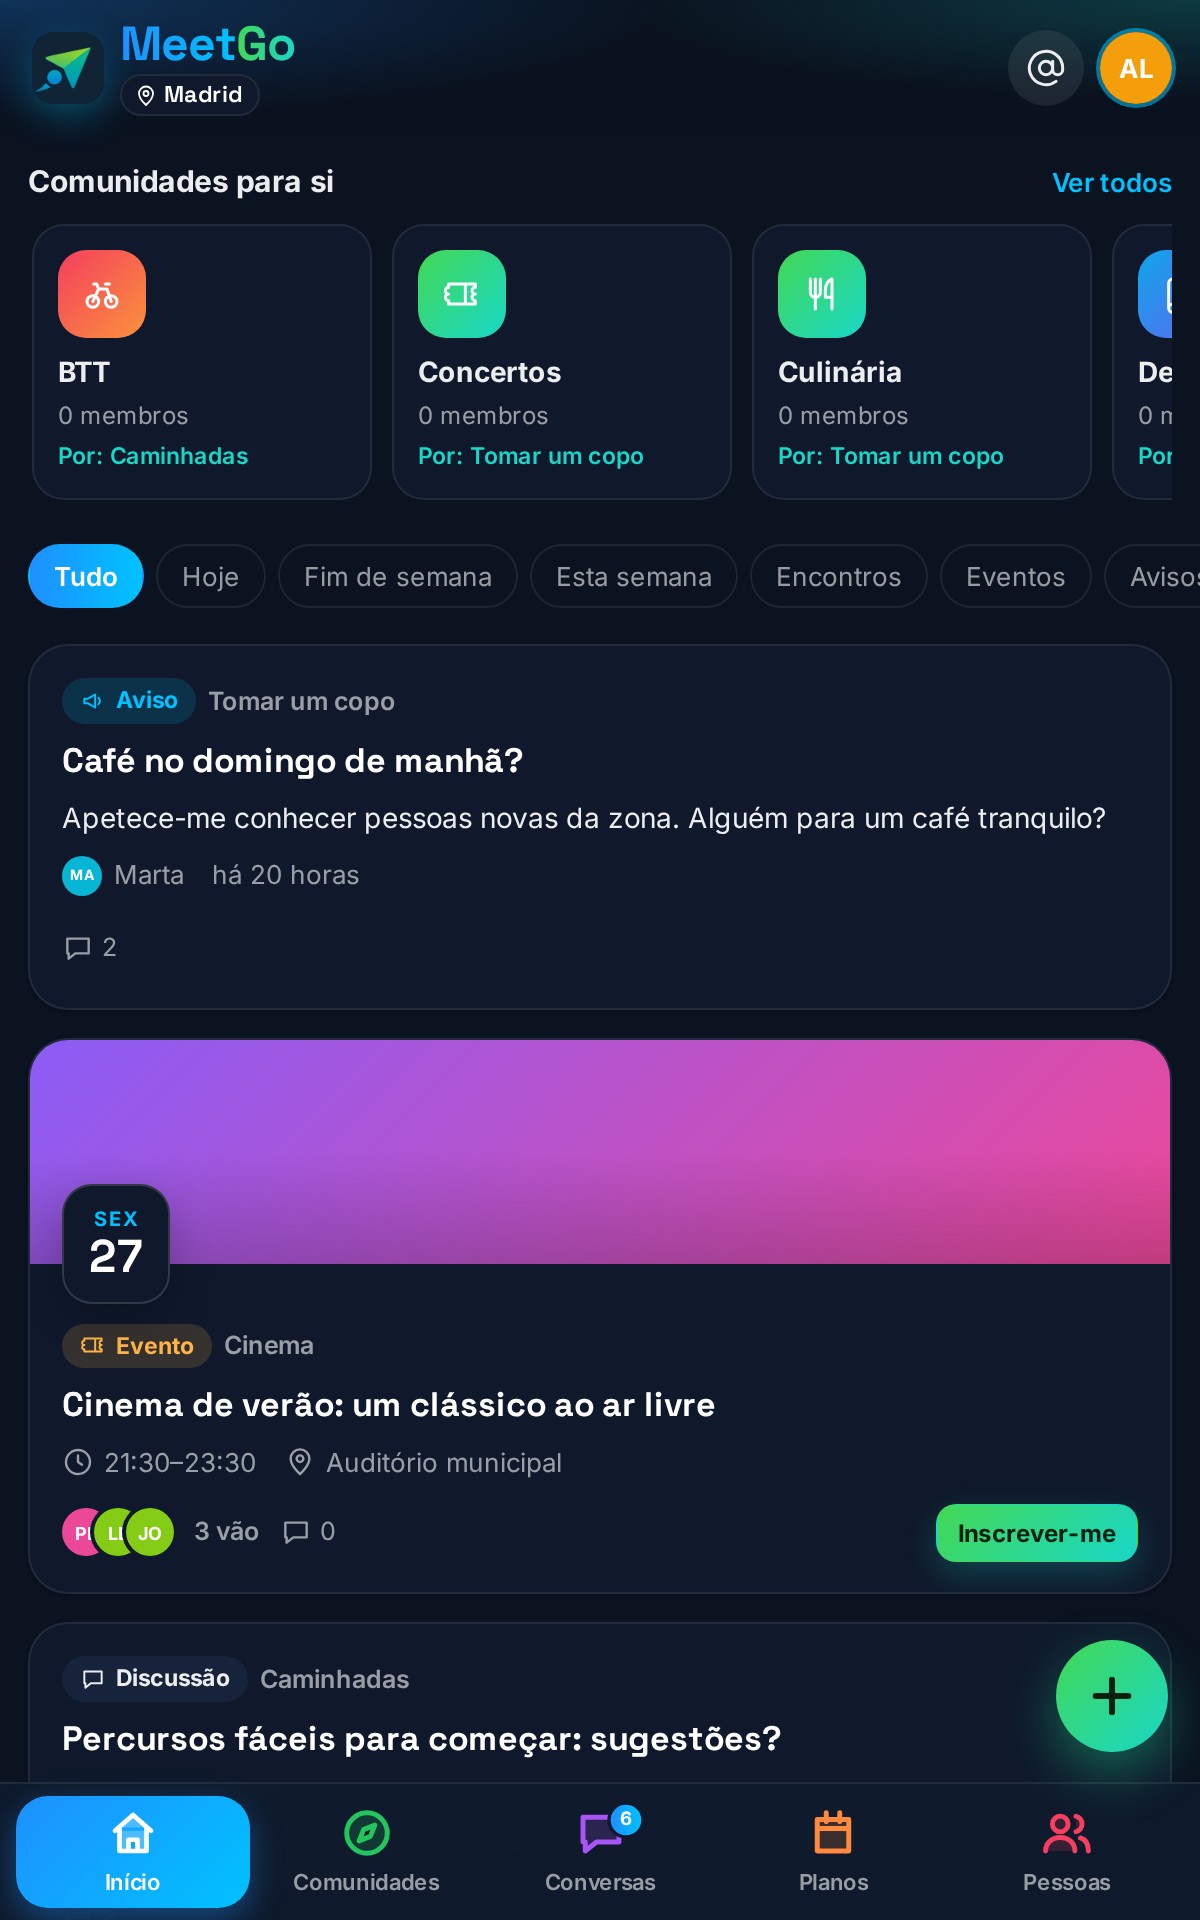 MeetGo
Madrid
@
AL
Comunidades para si
Ver todos
BTT
0 membros
Por: Caminhadas
Concertos
0 membros
Por: Tomar um copo
Culinária
0 membros
Por: Tomar um copo
Tudo
Hoje
Fim de semana
Esta semana
Encontros
Eventos
Avisos
Aviso
Tomar um copo
Café no domingo de manhã?
Apetece-me conhecer pessoas novas da zona. Alguém para um café tranquilo?
MA
Marta
há 20 horas
2
SEX
27
Evento
Cinema
Cinema de verão: um clássico ao ar livre
21:30–23:30
Auditório municipal
JO
3 vão
0
Inscrever-me
Discussão
Caminhadas
Percursos fáceis para começar: sugestões?
Início
Comunidades
6
Conversas
Planos
Pessoas